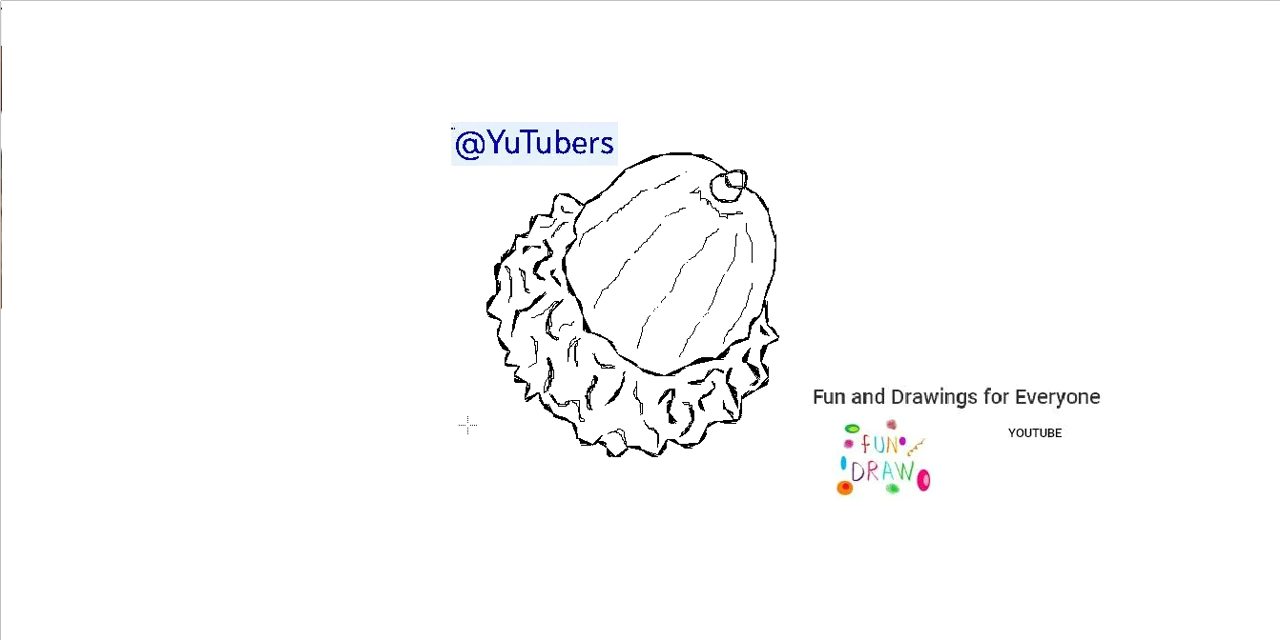 @YuTubers
Fun and Drawings for Everyone
YOUTUBE
FUN
DRAW